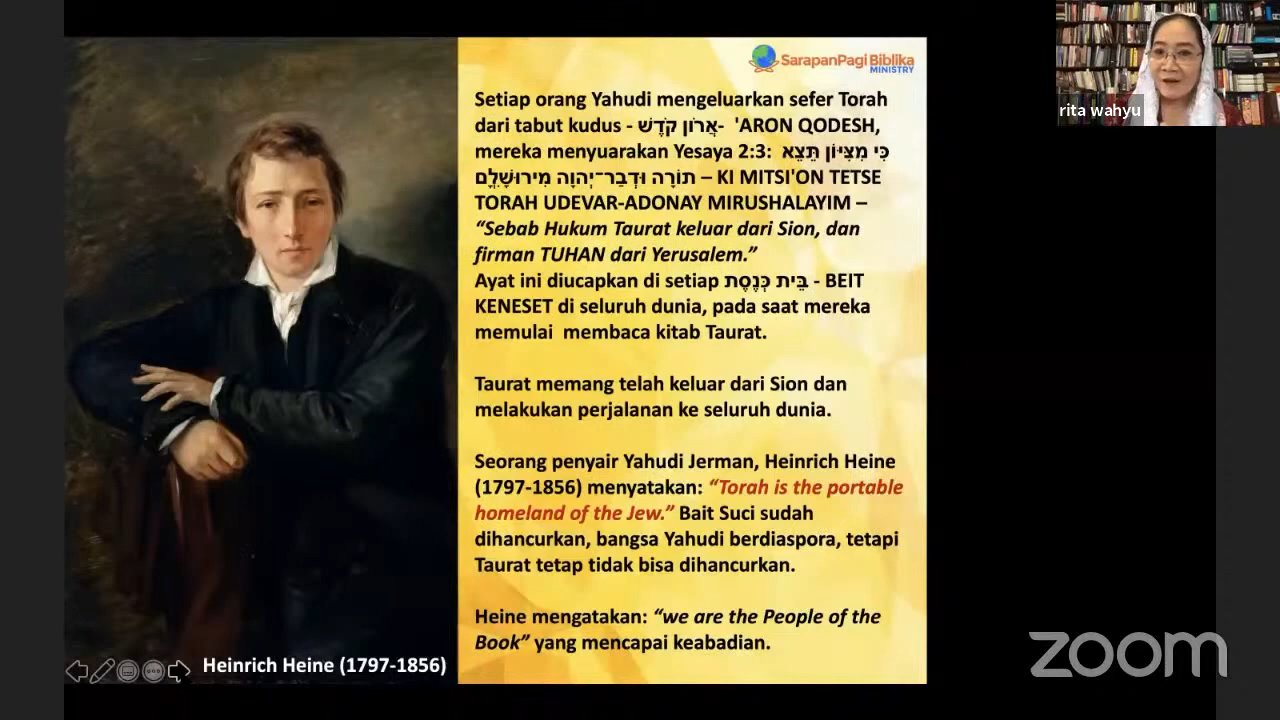 SarapanPagi Biblika
MINISTRY
rita wahyu
Setiap orang Yahudi mengeluarkan sefer Torah
dari tabut kudus - אֲרוֹן קֹדֶשׁ- 'ARON QODESH,
mereka menyuarakan Yesaya 2:3: כִּי מִצִּיּוֹן תֵּצֵא
תוֹרָה וּדְבַר־יְהוָה מִירוּשָׁלִָם – KI MITSI'ON TETSE
TORAH UDEVAR-ADONAY MIRUSHALAYIM –
“Sebab Hukum Taurat keluar dari Sion, dan
firman TUHAN dari Yerusalem.”
Ayat ini diucapkan di setiap בֵּית כְּנֶסֶת - BEIT
KENESET di seluruh dunia, pada saat mereka
memulai membaca kitab Taurat.
Taurat memang telah keluar dari Sion dan
melakukan perjalanan ke seluruh dunia.
Seorang penyair Yahudi Jerman, Heinrich Heine
(1797-1856) menyatakan: “Torah is the portable
homeland of the Jew.” Bait Suci sudah
dihancurkan, bangsa Yahudi berdiaspora, tetapi
Taurat tetap tidak bisa dihancurkan.
Heine mengatakan: “we are the People of the
Book” yang mencapai keabadian.
Heinrich Heine (1797-1856)
zoom